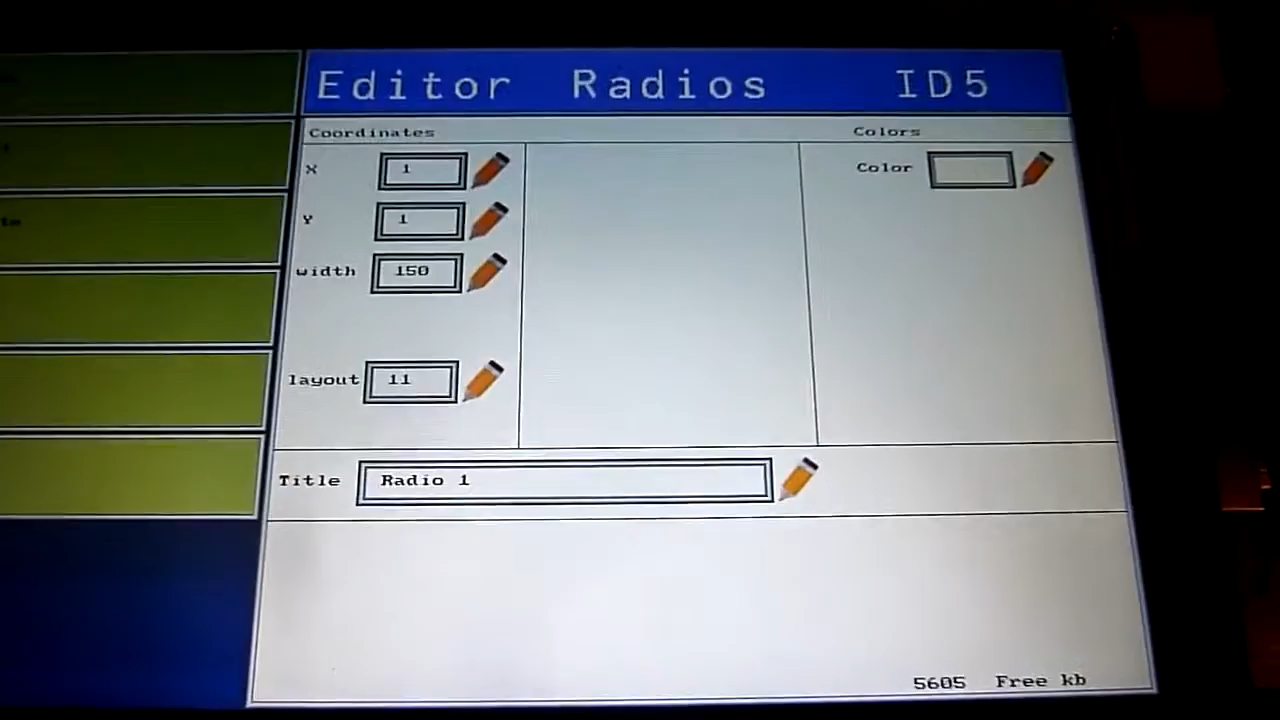 Editor Radios ID5
Coordinates Colors
X 1 Color
Y 1
width 150
layout 11
Title Radio 1
5605 Free kb